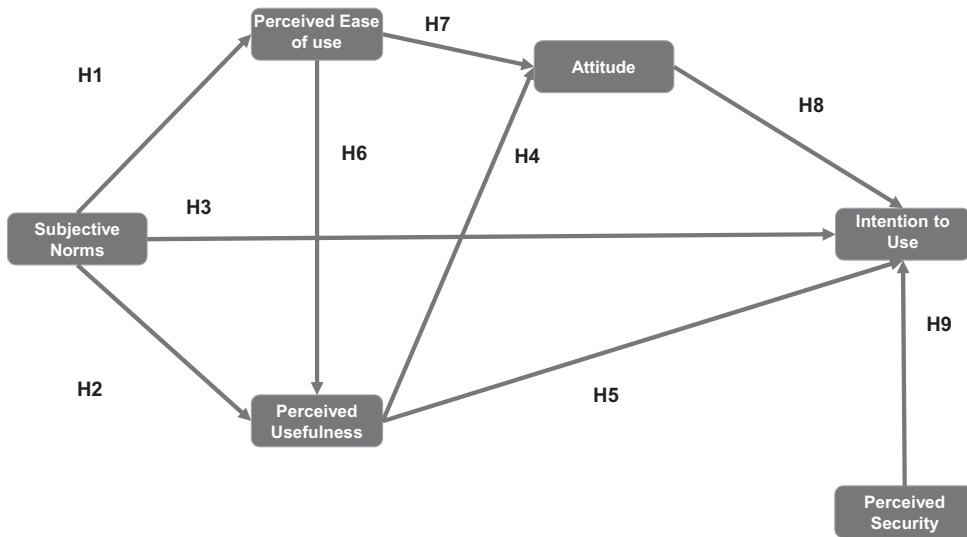 Perceived Ease
of use
H7
Attitude
H1
H8
H6
H4
H3
Subjective
Norms
Intention to
Use
H9
H2
H5
Perceived
Usefulness
Perceived
Security